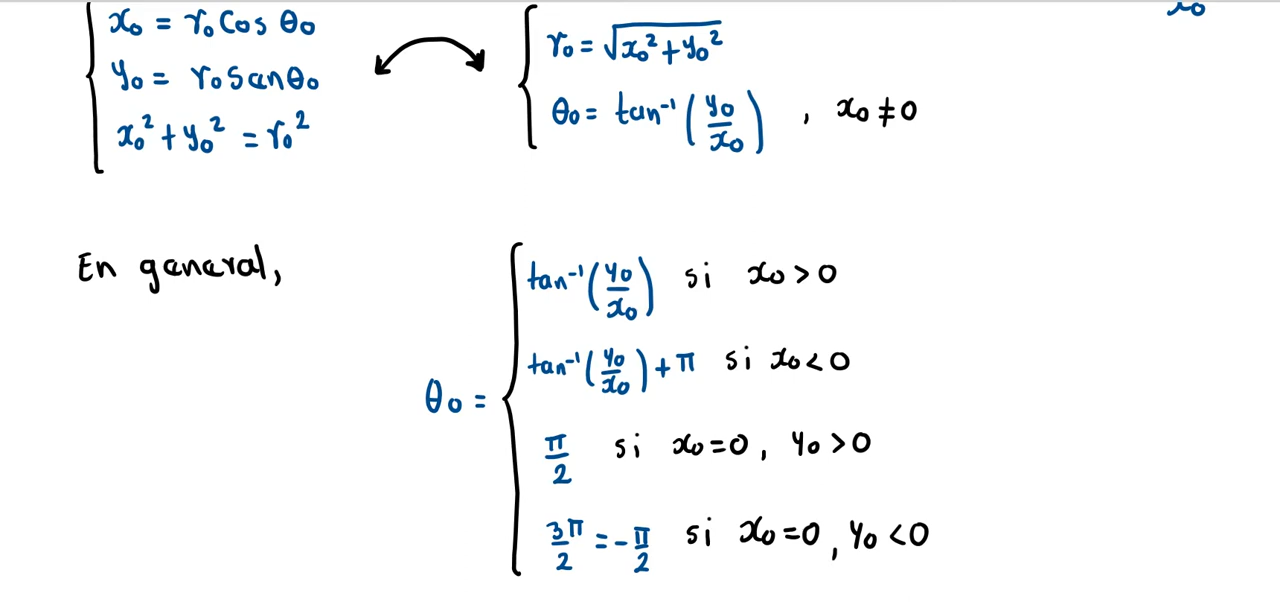 x₀ = r₀ cos θ₀
y₀ = r₀ sen θ₀
x₀² + y₀² = r₀²
r₀ = √(x₀² + y₀²)
θ₀ = tan⁻¹(y₀/x₀) , x₀ ≠ 0
x₀
En general,
θ₀ =
tan⁻¹(y₀/x₀) si x₀ > 0
tan⁻¹(y₀/x₀) + π si x₀ < 0
π/2 si x₀ = 0, y₀ > 0
3π/2 = -π/2 si x₀ = 0, y₀ < 0